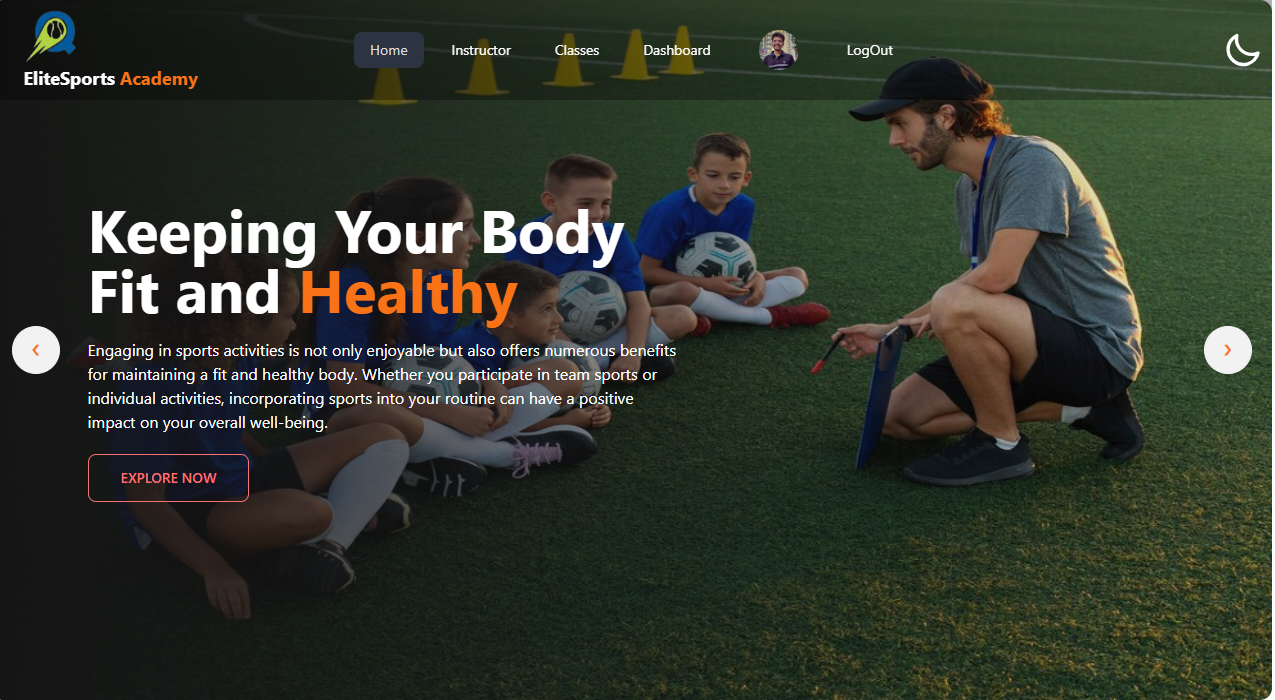 EliteSports Academy
Home
Instructor
Classes
Dashboard
LogOut
Keeping Your Body
Fit and Healthy
Engaging in sports activities is not only enjoyable but also offers numerous benefits
for maintaining a fit and healthy body. Whether you participate in team sports or
individual activities, incorporating sports into your routine can have a positive
impact on your overall well-being.
EXPLORE NOW